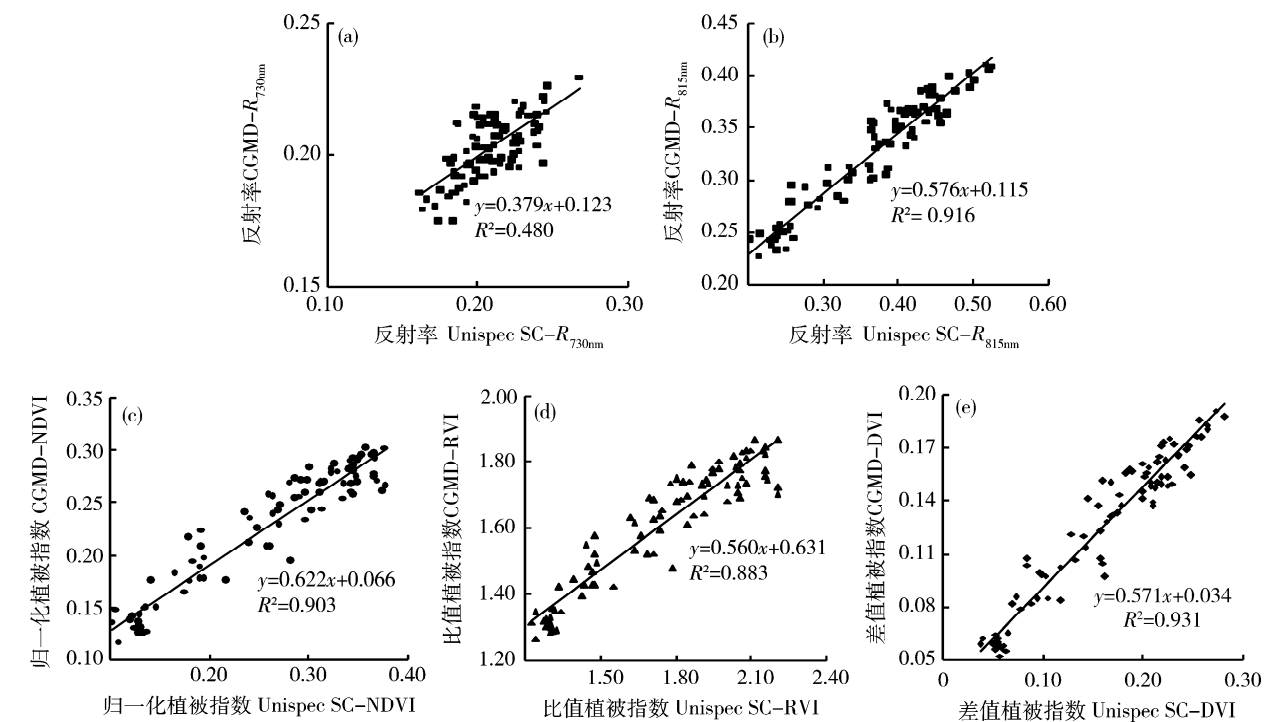 0.25
(a)
0.20
0.15
0.10
0.20
0.30
反射率CGMD-R730nm
y=0.379x+0.123
R²=0.480
反射率 Unispec SC-R730nm
0.45
(b)
0.40
0.35
0.30
0.25
0.20
0.30
0.40
0.50
0.60
反射率CGMD-R815nm
y=0.576x+0.115
R²= 0.916
反射率 Unispec SC-R815nm
0.35
(c)
0.30
0.25
0.20
0.15
0.10
0.20
0.30
0.40
归一化植被指数 CGMD-NDVI
y=0.622x+0.066
R²=0.903
归一化植被指数 Unispec SC-NDVI
2.00
(d)
1.80
1.60
1.40
1.20
1.50
1.80
2.10
2.40
比值植被指数CGMD-RVI
y=0.560x+0.631
R²=0.883
比值植被指数 Unispec SC-RVI
0.20
(e)
0.17
0.14
0.11
0.08
0.05
0
0.10
0.20
0.30
差值植被指数CGMD-DVI
y=0.571x+0.034
R²=0.931
差值植被指数 Unispec SC-DVI